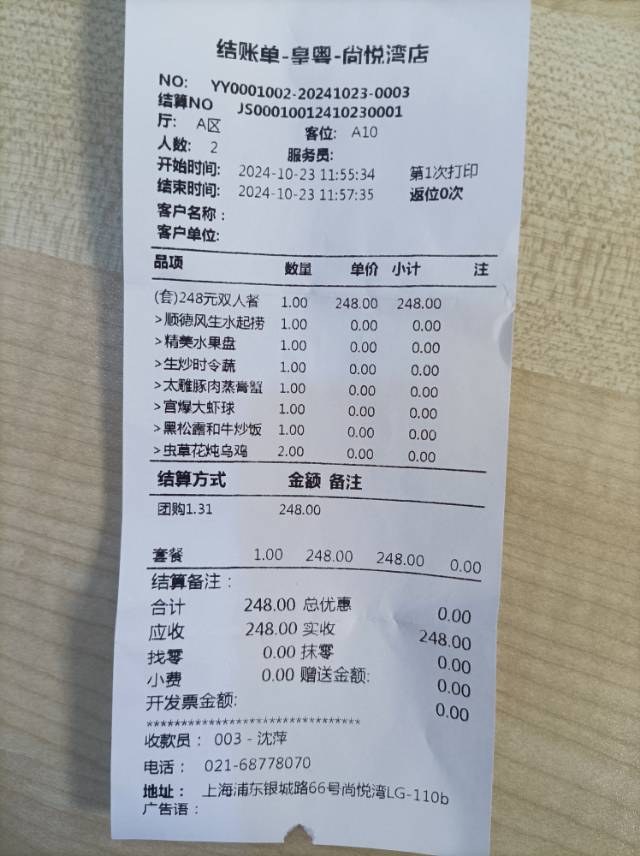 结账单-皇粤-尚悦湾店
NO: YY0001002-20241023-0003
结算NO JS00010012410230001
厅: A区 客位: A10
人数: 2 服务员:
开始时间: 2024-10-23 11:55:34 第1次打印
结束时间: 2024-10-23 11:57:35 返位0次
客户名称:
客户单位:
品项 数量 单价 小计 注
(套)248元双人餐 1.00 248.00 248.00
>顺德风生水起捞 1.00 0.00 0.00
>精美水果盘 1.00 0.00 0.00
>生炒时令蔬 1.00 0.00 0.00
>太雕豚肉蒸膏蟹 1.00 0.00 0.00
>宫爆大虾球 1.00 0.00 0.00
>黑松露和牛炒饭 1.00 0.00 0.00
>虫草花炖乌鸡 2.00 0.00 0.00
结算方式 金额 备注
团购1.31 248.00
套餐 1.00 248.00 248.00 0.00
结算备注:
合计 248.00 总优惠 0.00
应收 248.00 实收 248.00
找零 0.00 抹零 0.00
小费 0.00 赠送金额: 0.00
开发票金额: 0.00
*******************************
收款员: 003 - 沈萍
电话: 021-68778070
地址: 上海浦东银城路66号尚悦湾LG-110b
广告语: